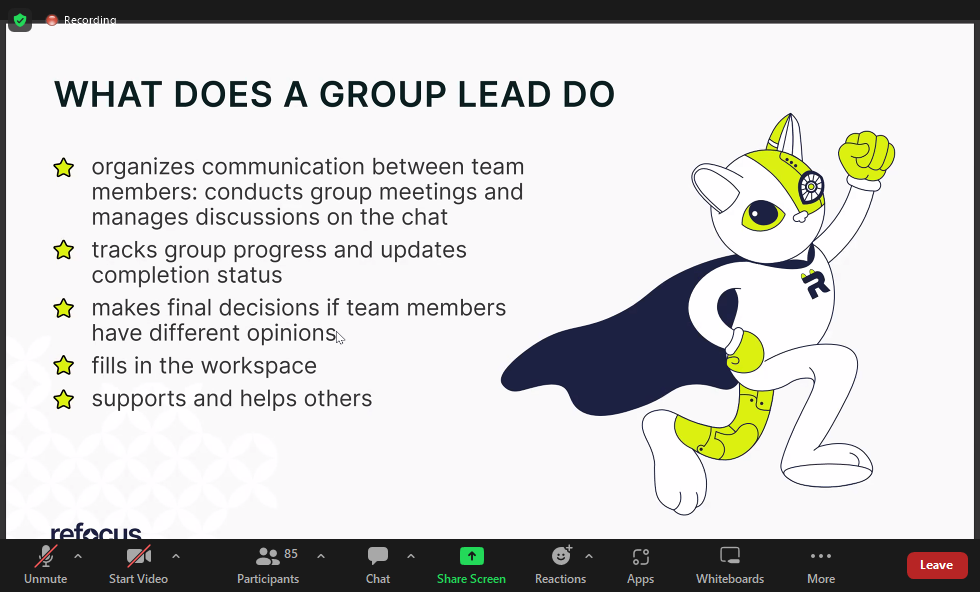 Recording
WHAT DOES A GROUP LEAD DO
organizes communication between team
members: conducts group meetings and
manages discussions on the chat
tracks group progress and updates
completion status
makes final decisions if team members
have different opinions
fills in the workspace
supports and helps others
R
refocus
85
Unmute
Start Video
Participants
Chat
Share Screen
Reactions
Apps
Whiteboards
More
Leave